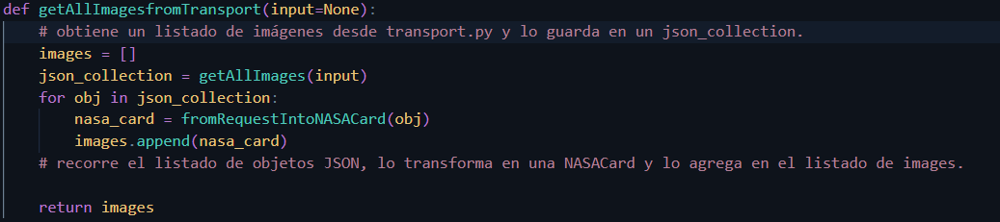 def getAllImagesfromTransport(input=None):
    # obtiene un listado de imágenes desde transport.py y lo guarda en un json_collection.
    images = []
    json_collection = getAllImages(input)
    for obj in json_collection:
        nasa_card = fromRequestIntoNASACard(obj)
        images.append(nasa_card)
    # recorre el listado de objetos JSON, lo transforma en una NASACard y lo agrega en el listado de images.
    return images